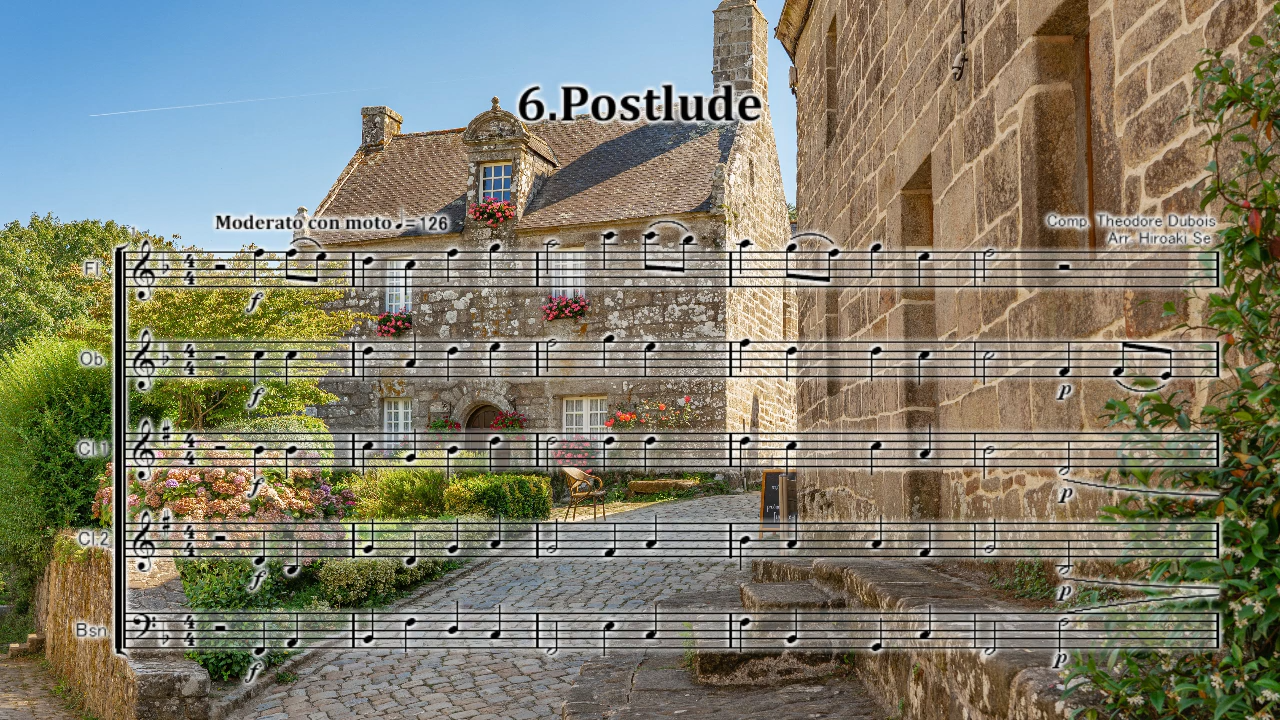 6.Postlude
Moderato con moto ♩=126
Comp. Theodore Dubois
Arr. Hiroaki Se
Fl
f
Ob
f
p
Cl 1
f
p
Cl 2
f
p
Bsn
f
p